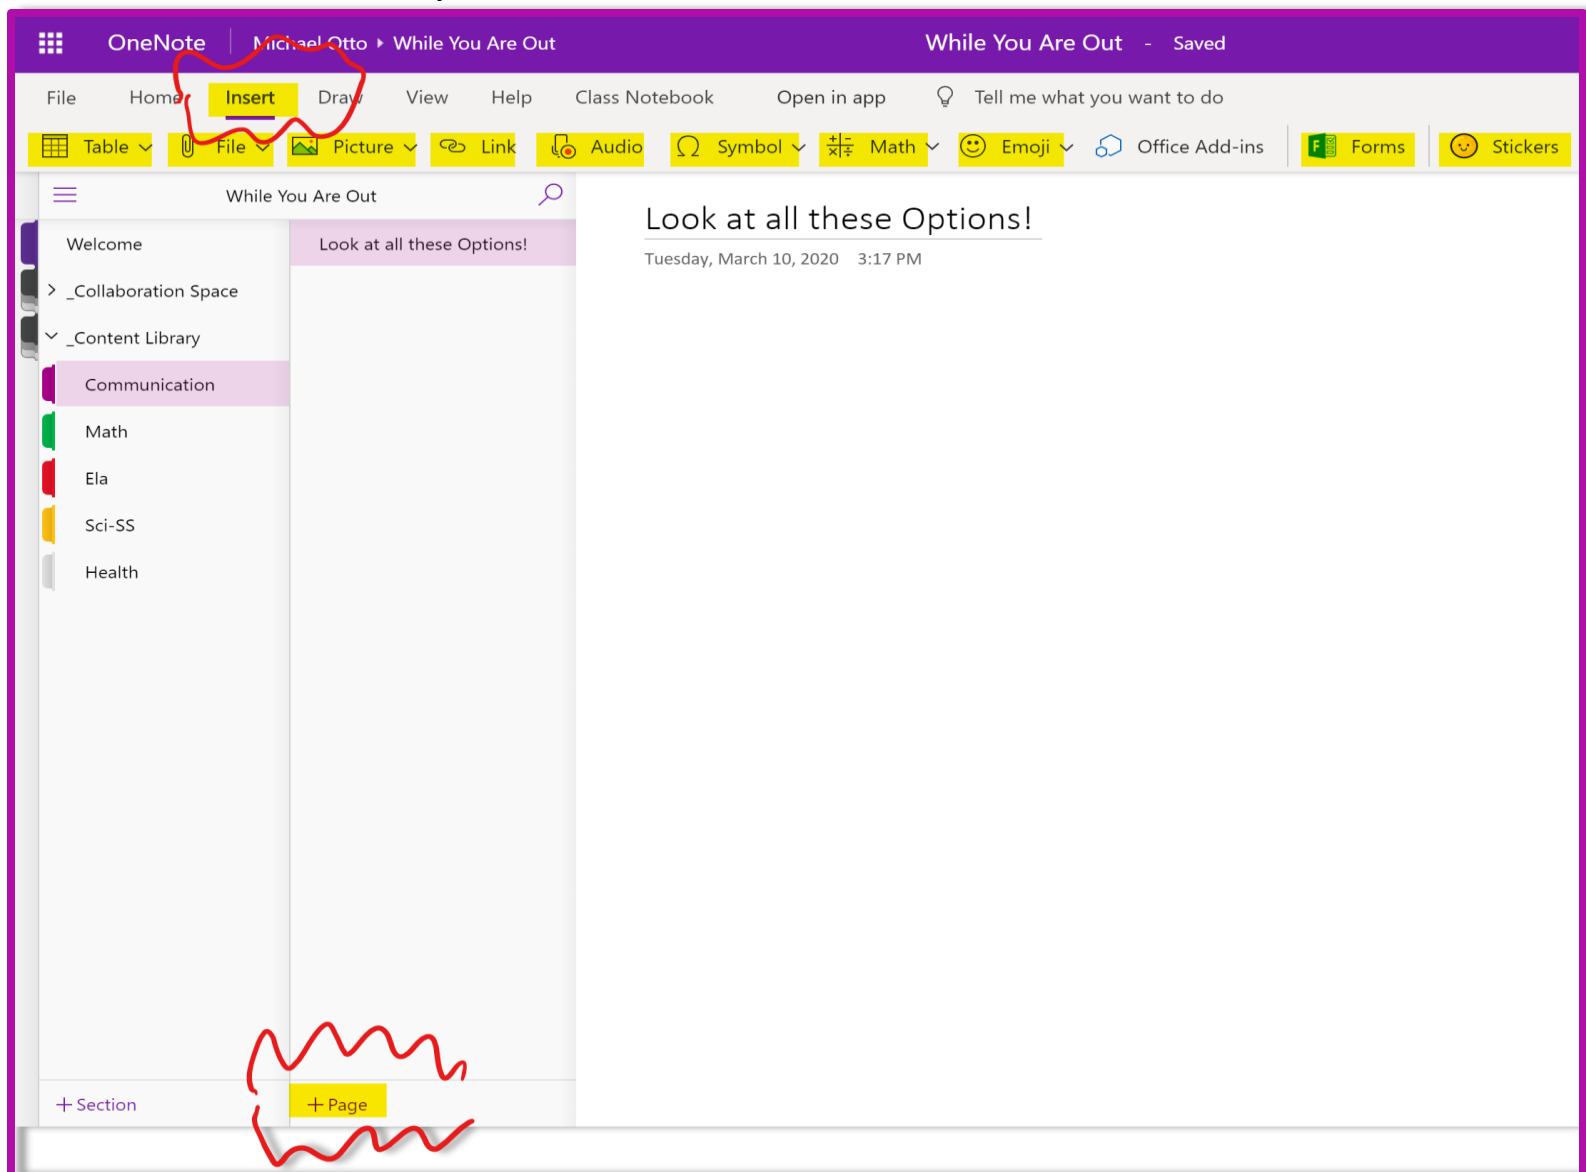 OneNote Michael Otto ▸ While You Are Out While You Are Out - Saved
File Home Insert Draw View Help Class Notebook Open in app Tell me what you want to do
Table File Picture Link Audio Symbol Math Emoji Office Add-ins Forms Stickers
While You Are Out
Welcome
_Collaboration Space
_Content Library
Communication
Math
Ela
Sci-SS
Health
+ Section
Look at all these Options!
+ Page
Look at all these Options!
Tuesday, March 10, 2020 3:17 PM